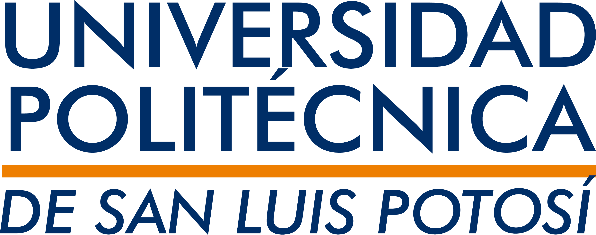 UNIVERSIDAD
POLITÉCNICA
DE SAN LUIS POTOSÍ